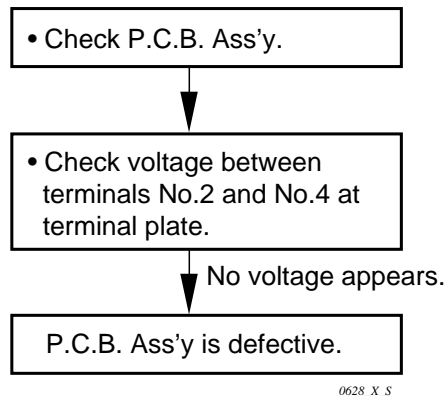 • Check P.C.B. Ass'y.
• Check voltage between
terminals No.2 and No.4 at
terminal plate.
No voltage appears.
P.C.B. Ass'y is defective.
0628_X_S